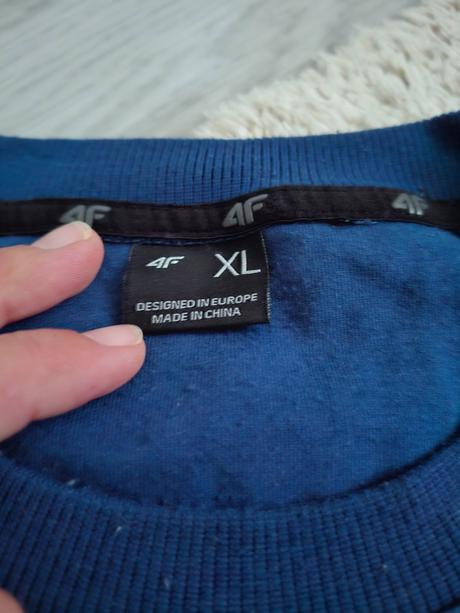 4F 4F 4F
4F XL
DESIGNED IN EUROPE
MADE IN CHINA